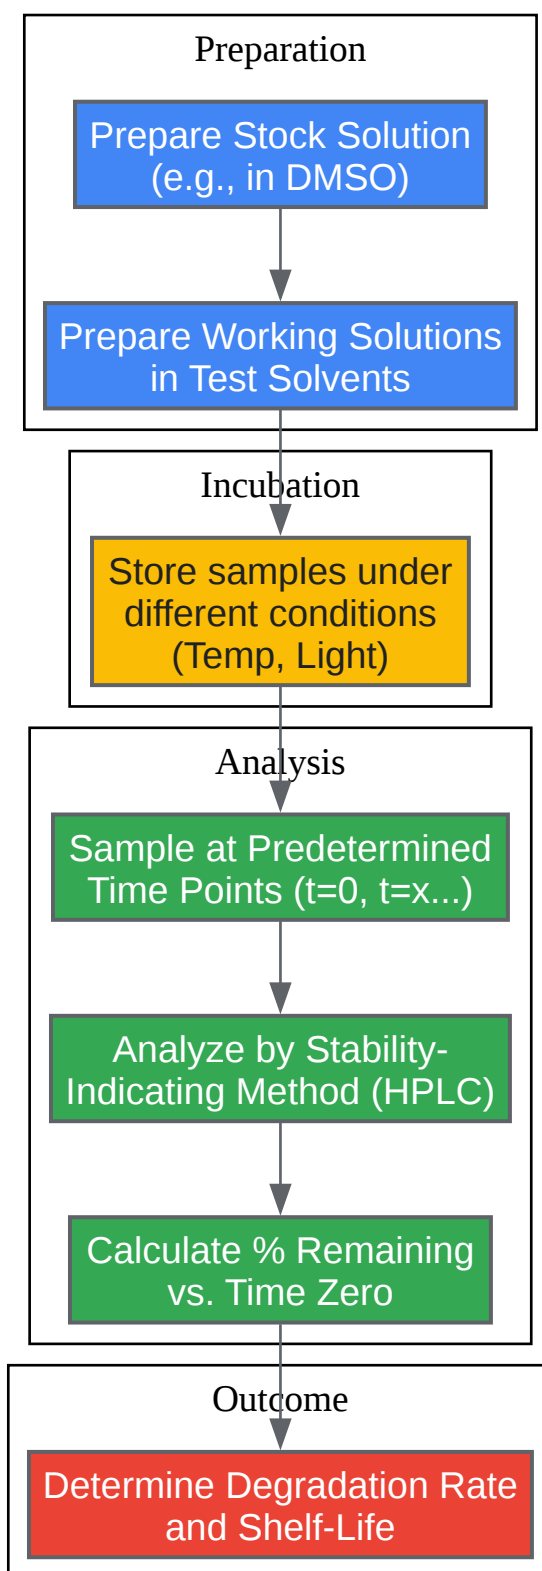 Preparation
Prepare Stock Solution
(e.g., in DMSO)
Prepare Working Solutions
in Test Solvents
Incubation
Store samples under
different conditions
(Temp, Light)
Analysis
Sample at Predetermined
Time Points (t=0, t=x...)
Analyze by Stability-
Indicating Method (HPLC)
Calculate % Remaining
vs. Time Zero
Outcome
Determine Degradation Rate
and Shelf-Life